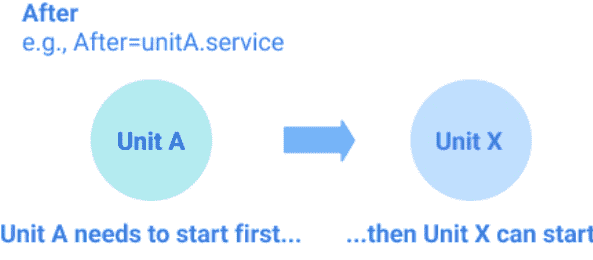 After
e.g., After=unitA.service
Unit A
Unit X
Unit A needs to start first...
...then Unit X can start